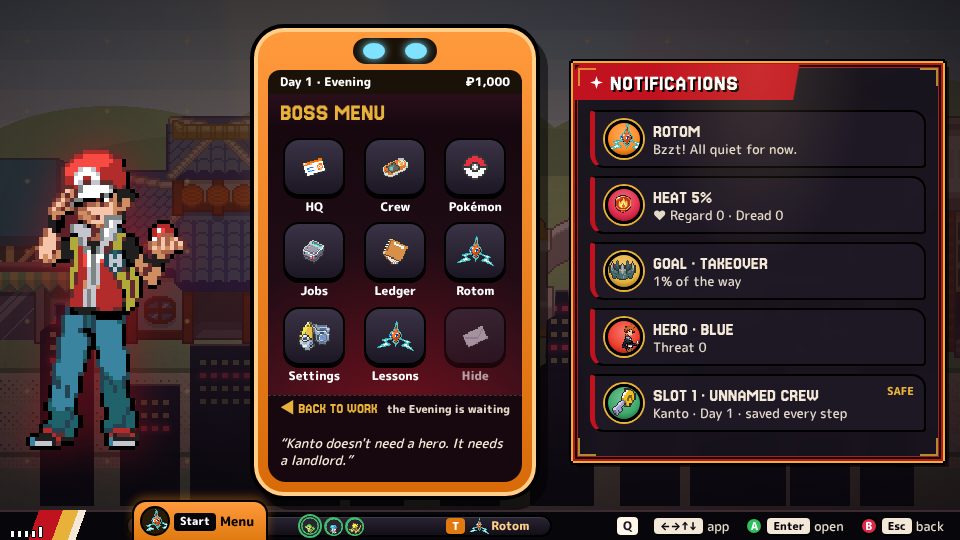 Day 1 · Evening
₽1,000
BOSS MENU
HQ
Crew
Pokémon
Jobs
Ledger
Rotom
Settings
Lessons
Hide
BACK TO WORK the Evening is waiting
“Kanto doesn't need a hero. It needs
a landlord.”
NOTIFICATIONS
ROTOM
Bzzt! All quiet for now.
HEAT 5%
♥ Regard 0 · Dread 0
GOAL · TAKEOVER
1% of the way
HERO · BLUE
Threat 0
SLOT 1 · UNNAMED CREW
SAFE
Kanto · Day 1 · saved every step
Start Menu
T Rotom
Q
←→↑↓ app
A Enter open
B Esc back